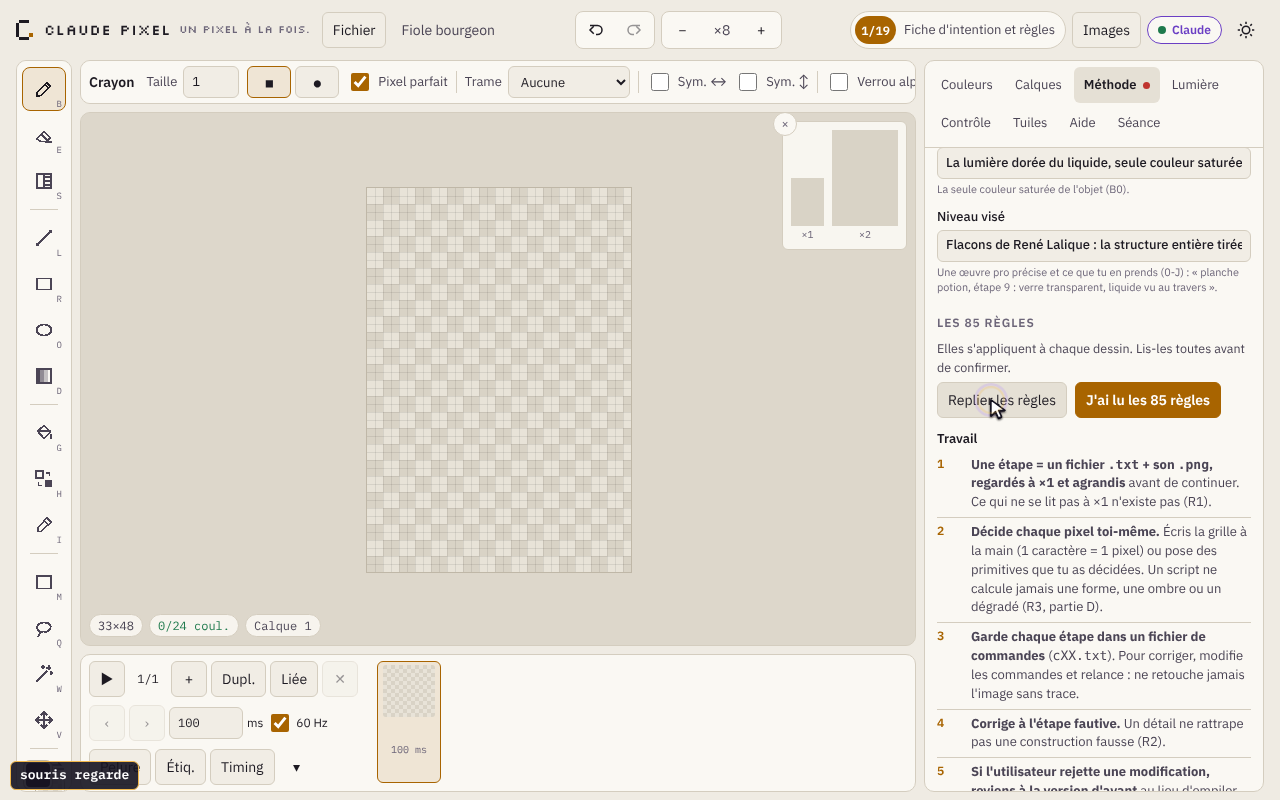 CLAUDE PIXEL
UN PIXEL À LA FOIS.
Fichier
Fiole bourgeon
−
×8
+
1/19
Fiche d'intention et règles
Images
Claude
Crayon
Taille
1
■
●
Pixel parfait
Trame
Aucune
Sym. ↔
Sym. ↕
Verrou alp
B
E
S
L
R
O
D
G
H
I
M
Q
W
V
×
×1
×2
33×48
0/24 coul.
Calque 1
▶
1/1
+
Dupl.
Liée
✕
‹
›
100
ms
60 Hz
Étiq.
Timing
▼
100 ms
souris regarde
Couleurs
Calques
Méthode
Lumière
Contrôle
Tuiles
Aide
Séance
La lumière dorée du liquide, seule couleur saturée
La seule couleur saturée de l'objet (B0).
Niveau visé
Flacons de René Lalique : la structure entière tirée
Une œuvre pro précise et ce que tu en prends (0-J) : « planche
potion, étape 9 : verre transparent, liquide vu au travers ».
LES 85 RÈGLES
Elles s'appliquent à chaque dessin. Lis-les toutes avant
de confirmer.
Replier les règles
J'ai lu les 85 règles
Travail
1
Une étape = un fichier .txt + son .png,
regardés à ×1 et agrandis avant de continuer.
Ce qui ne se lit pas à ×1 n'existe pas (R1).
2
Décide chaque pixel toi-même. Écris la grille à
la main (1 caractère = 1 pixel) ou pose des
primitives que tu as décidées. Un script ne
calcule jamais une forme, une ombre ou un
dégradé (R3, partie D).
3
Garde chaque étape dans un fichier de
commandes (cXX.txt). Pour corriger, modifie
les commandes et relance : ne retouche jamais
l'image sans trace.
4
Corrige à l'étape fautive. Un détail ne rattrape
pas une construction fausse (R2).
5
Si l'utilisateur rejette une modification,
reviens à la version d'avant au lieu d'empiler